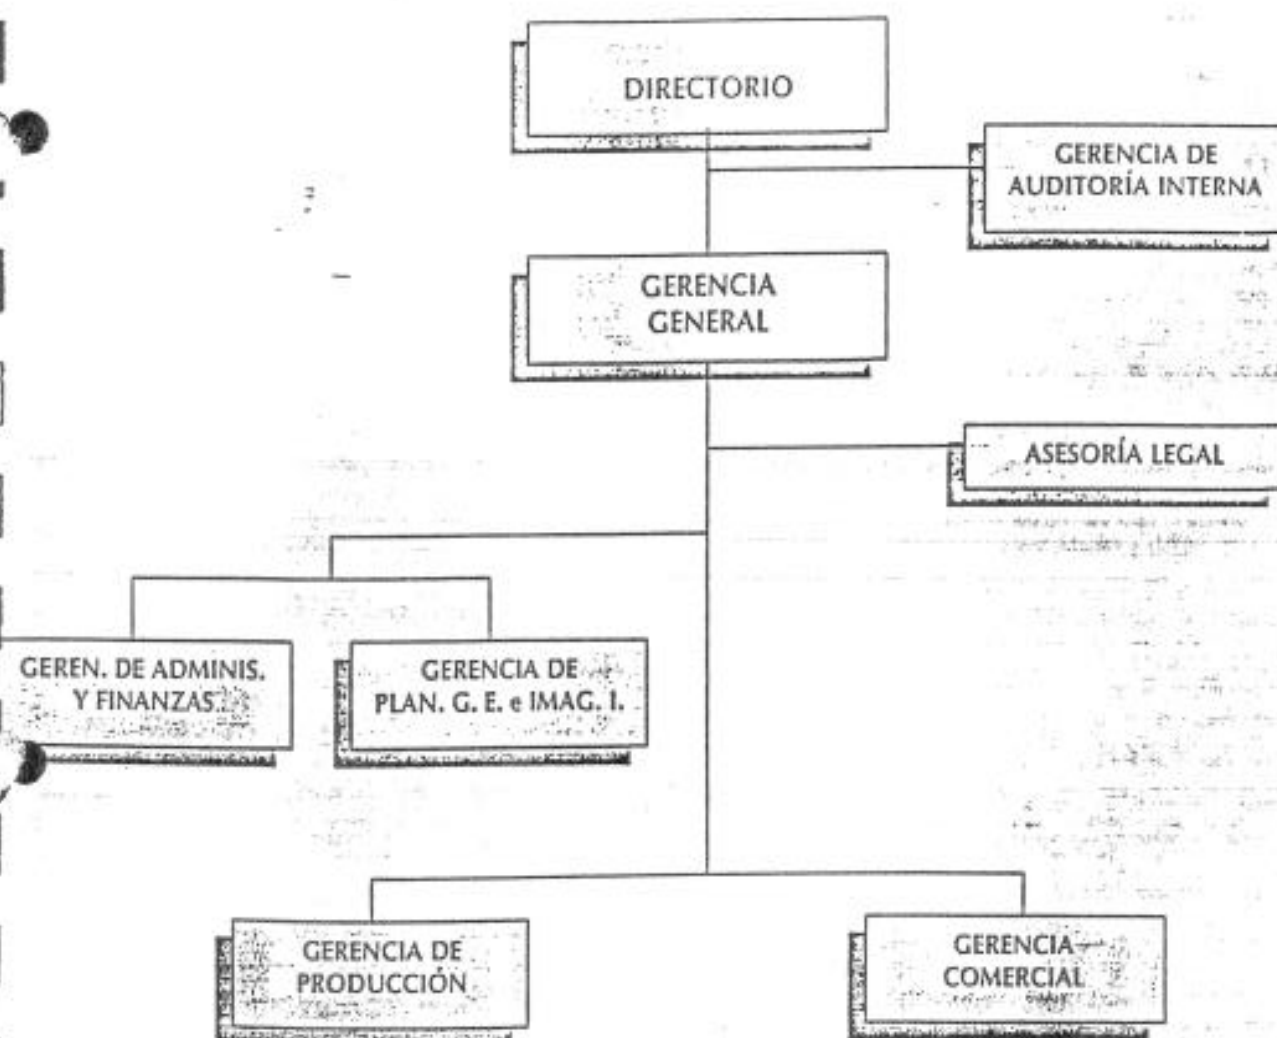 DIRECTORIO
GERENCIA DE
AUDITORÍA INTERNA
GERENCIA
GENERAL
ASESORÍA LEGAL
GEREN. DE ADMINIS.
Y FINANZAS
GERENCIA DE
PLAN. G. E. e IMAG. I.
GERENCIA DE
PRODUCCIÓN
GERENCIA
COMERCIAL